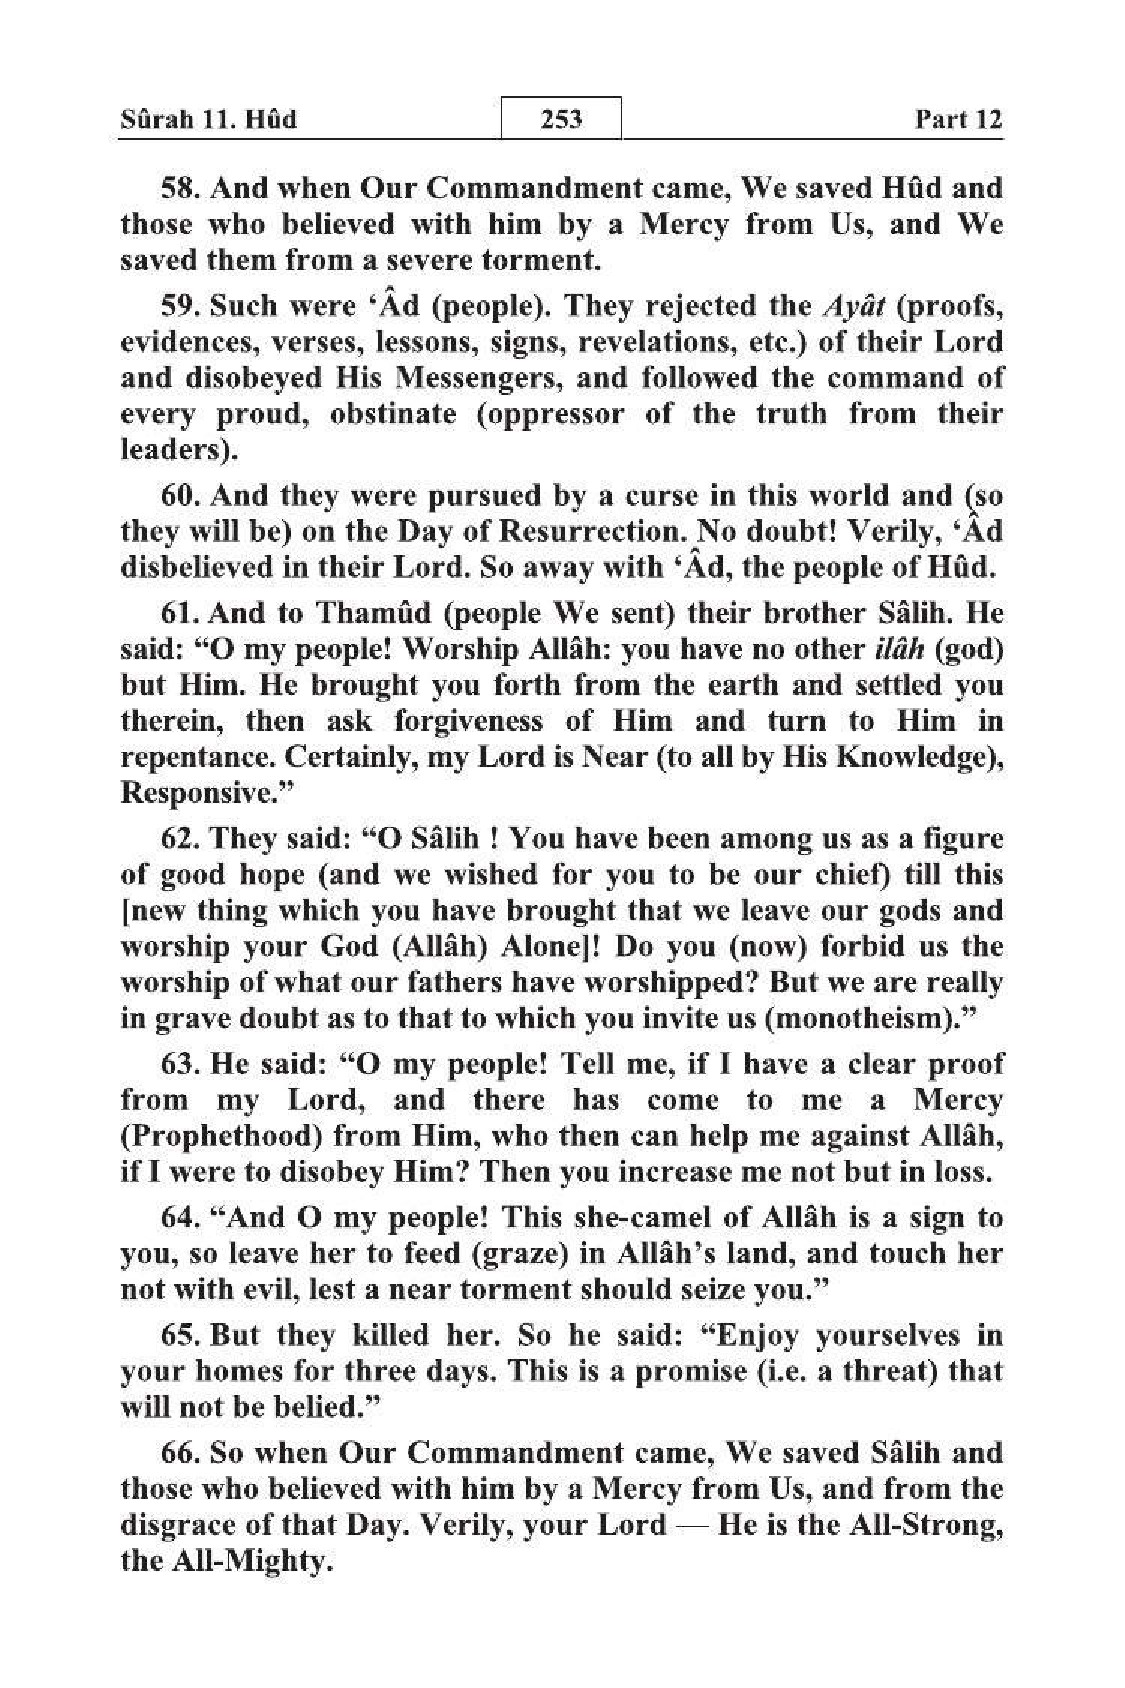 Sûrah 11. Hûd 253 Part 12
58. And when Our Commandment came, We saved Hûd and
those who believed with him by a Mercy from Us, and We
saved them from a severe torment.
59. Such were ‘Âd (people). They rejected the Ayât (proofs,
evidences, verses, lessons, signs, revelations, etc.) of their Lord
and disobeyed His Messengers, and followed the command of
every proud, obstinate (oppressor of the truth from their
leaders).
60. And they were pursued by a curse in this world and (so
they will be) on the Day of Resurrection. No doubt! Verily, ‘Âd
disbelieved in their Lord. So away with ‘Âd, the people of Hûd.
61. And to Thamûd (people We sent) their brother Sâlih. He
said: “O my people! Worship Allâh: you have no other ilâh (god)
but Him. He brought you forth from the earth and settled you
therein, then ask forgiveness of Him and turn to Him in
repentance. Certainly, my Lord is Near (to all by His Knowledge),
Responsive.”
62. They said: “O Sâlih ! You have been among us as a figure
of good hope (and we wished for you to be our chief) till this
[new thing which you have brought that we leave our gods and
worship your God (Allâh) Alone]! Do you (now) forbid us the
worship of what our fathers have worshipped? But we are really
in grave doubt as to that to which you invite us (monotheism).”
63. He said: “O my people! Tell me, if I have a clear proof
from my Lord, and there has come to me a Mercy
(Prophethood) from Him, who then can help me against Allâh,
if I were to disobey Him? Then you increase me not but in loss.
64. “And O my people! This she-camel of Allâh is a sign to
you, so leave her to feed (graze) in Allâh’s land, and touch her
not with evil, lest a near torment should seize you.”
65. But they killed her. So he said: “Enjoy yourselves in
your homes for three days. This is a promise (i.e. a threat) that
will not be belied.”
66. So when Our Commandment came, We saved Sâlih and
those who believed with him by a Mercy from Us, and from the
disgrace of that Day. Verily, your Lord — He is the All-Strong,
the All-Mighty.